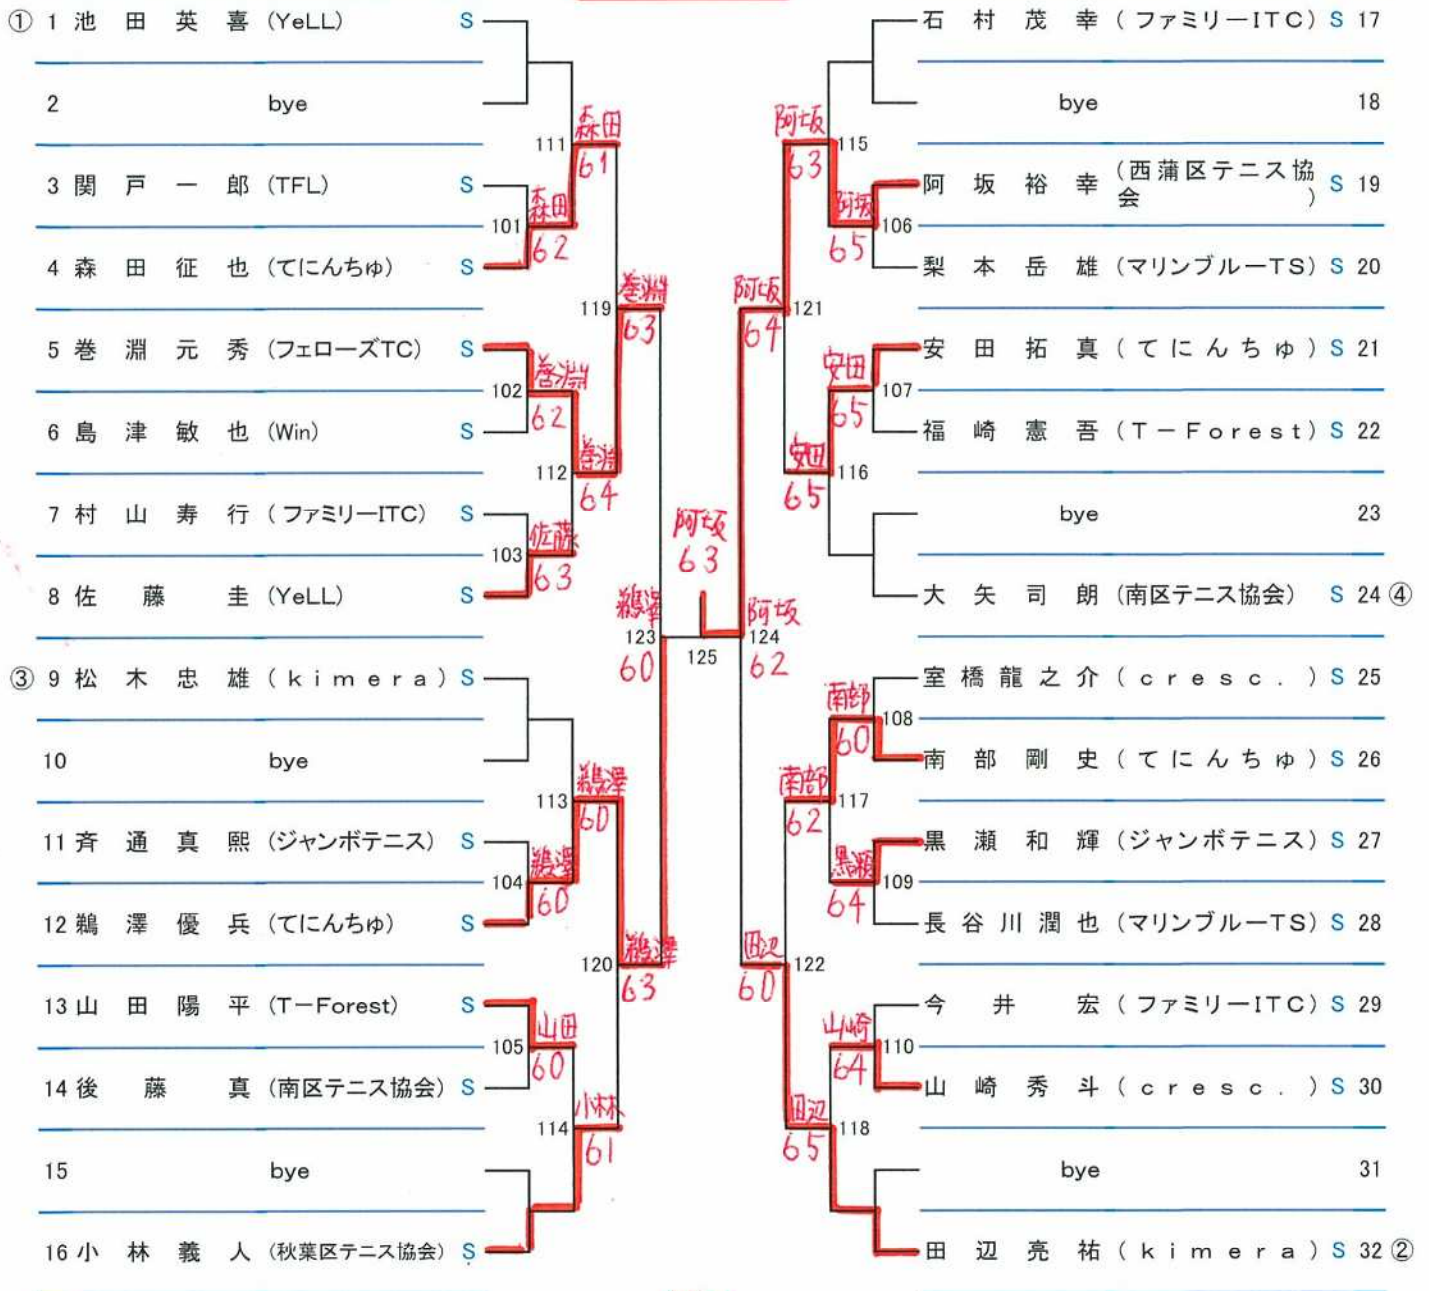 ① 1 池田英喜 (YeLL) S
2 bye
111 森田
61
3 関戸一郎 (TFL) S
101 森田
62
4 森田征也 (てにんちゅ) S
119 巻淵
63
5 巻淵元秀 (フェローズTC) S
102 巻淵
62
6 島津敏也 (Win) S
112 巻淵
64
7 村山寿行 (ファミリーITC) S
103 佐藤
63
8 佐藤圭 (YeLL) S
123 鵜澤
60
③ 9 松木忠雄 (kimera) S
10 bye
113 鵜澤
60
11 斉通真熙 (ジャンボテニス) S
104 鵜澤
60
12 鵜澤優兵 (てにんちゅ) S
120 鵜澤
63
13 山田陽平 (T-Forest) S
105 山田
60
14 後藤真 (南区テニス協会) S
114 小林
61
15 bye
16 小林義人 (秋葉区テニス協会) S
阿坂
63
125
石村茂幸 (ファミリーITC) S 17
bye 18
阿坂 115
63
阿坂裕幸 (西蒲区テニス協会) S 19
阿坂 106
65
梨本岳雄 (マリンブルーTS) S 20
阿坂 121
64
安田拓真 (てにんちゅ) S 21
安田 107
65
福崎憲吾 (T-Forest) S 22
安田 116
65
bye 23
大矢司朗 (南区テニス協会) S 24 ④
阿坂 124
62
室橋龍之介 (cresc.) S 25
南部 108
60
南部剛史 (てにんちゅ) S 26
南部 117
62
黒瀬和輝 (ジャンボテニス) S 27
黒瀬 109
64
長谷川潤也 (マリンブルーTS) S 28
田辺 122
60
今井宏 (ファミリーITC) S 29
山崎 110
64
山崎秀斗 (cresc.) S 30
田辺 118
65
bye 31
田辺亮祐 (kimera) S 32 ②